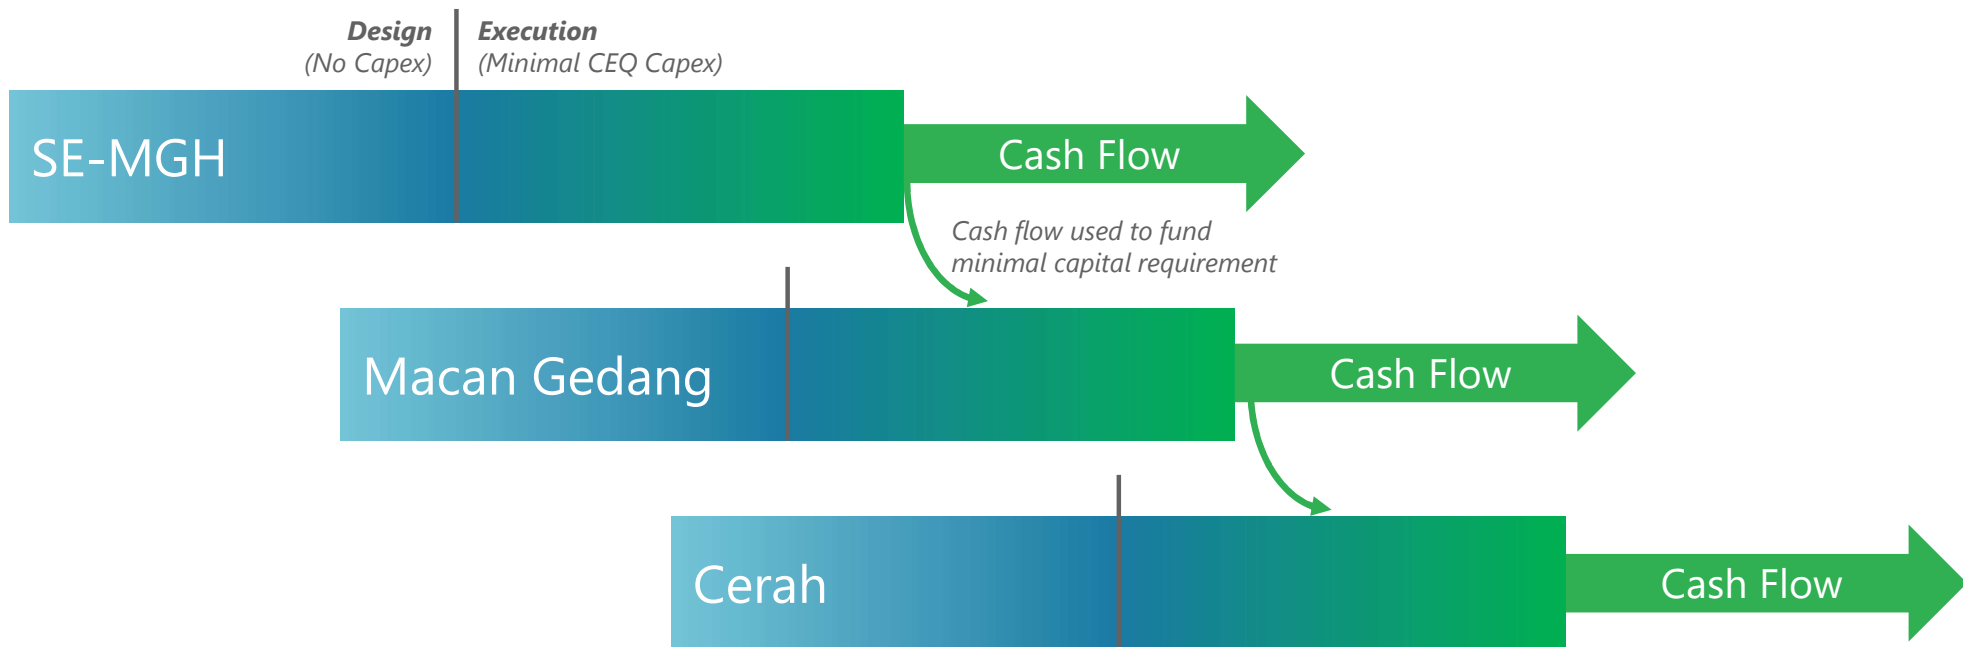 Design
(No Capex)
Execution
(Minimal CEQ Capex)
SE-MGH
Cash Flow
Cash flow used to fund
minimal capital requirement
Macan Gedang
Cash Flow
Cerah
Cash Flow